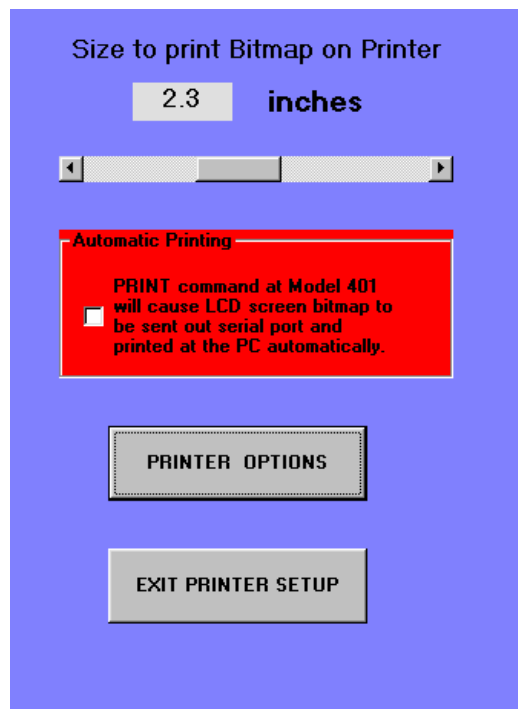 Size to print Bitmap on Printer
2.3 inches
Automatic Printing
PRINT command at Model 401
will cause LCD screen bitmap to
be sent out serial port and
printed at the PC automatically.
PRINTER OPTIONS
EXIT PRINTER SETUP